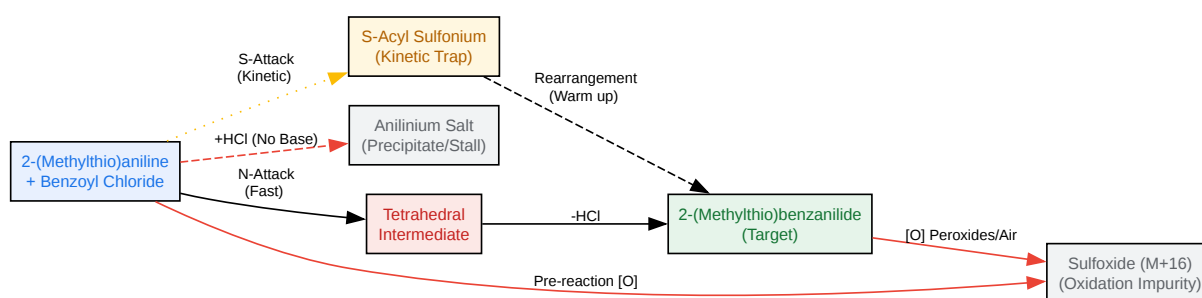 S-Acyl Sulfonium
(Kinetic Trap)
S-Attack
(Kinetic)
Rearrangement
(Warm up)
Anilinium Salt
(Precipitate/Stall)
+HCl (No Base)
2-(Methylthio)aniline
+ Benzoyl Chloride
N-Attack
(Fast)
Tetrahedral
Intermediate
-HCl
2-(Methylthio)benzanilide
(Target)
[O] Peroxides/Air
Sulfoxide (M+16)
(Oxidation Impurity)
Pre-reaction [O]